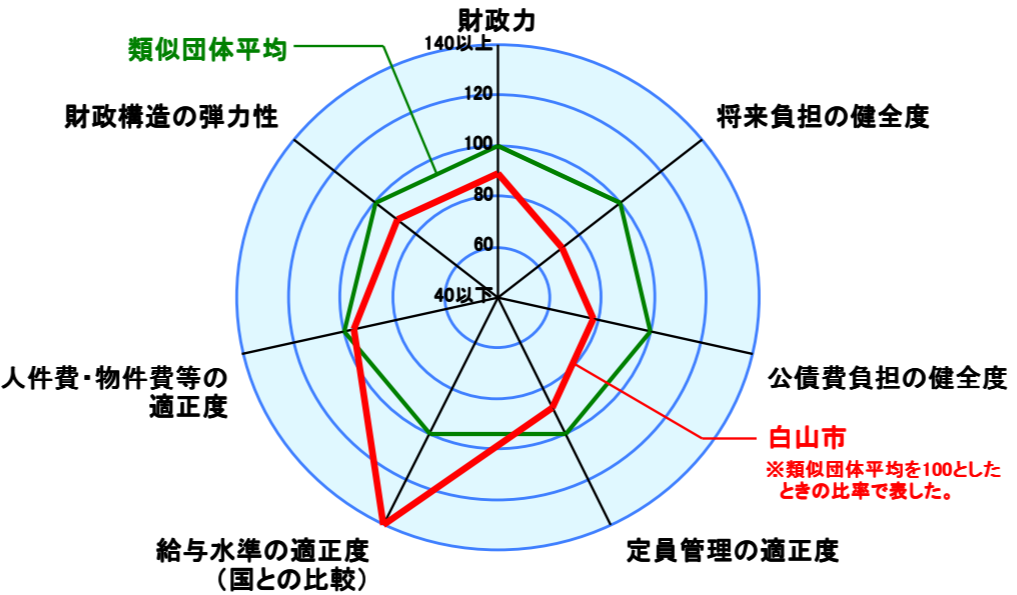 財政力
類似団体平均
140以上
財政構造の弾力性
120
将来負担の健全度
100
80
60
40以下
人件費・物件費等の
適正度
公債費負担の健全度
白山市
※類似団体平均を100とした
ときの比率で表した。
給与水準の適正度
（国との比較）
定員管理の適正度